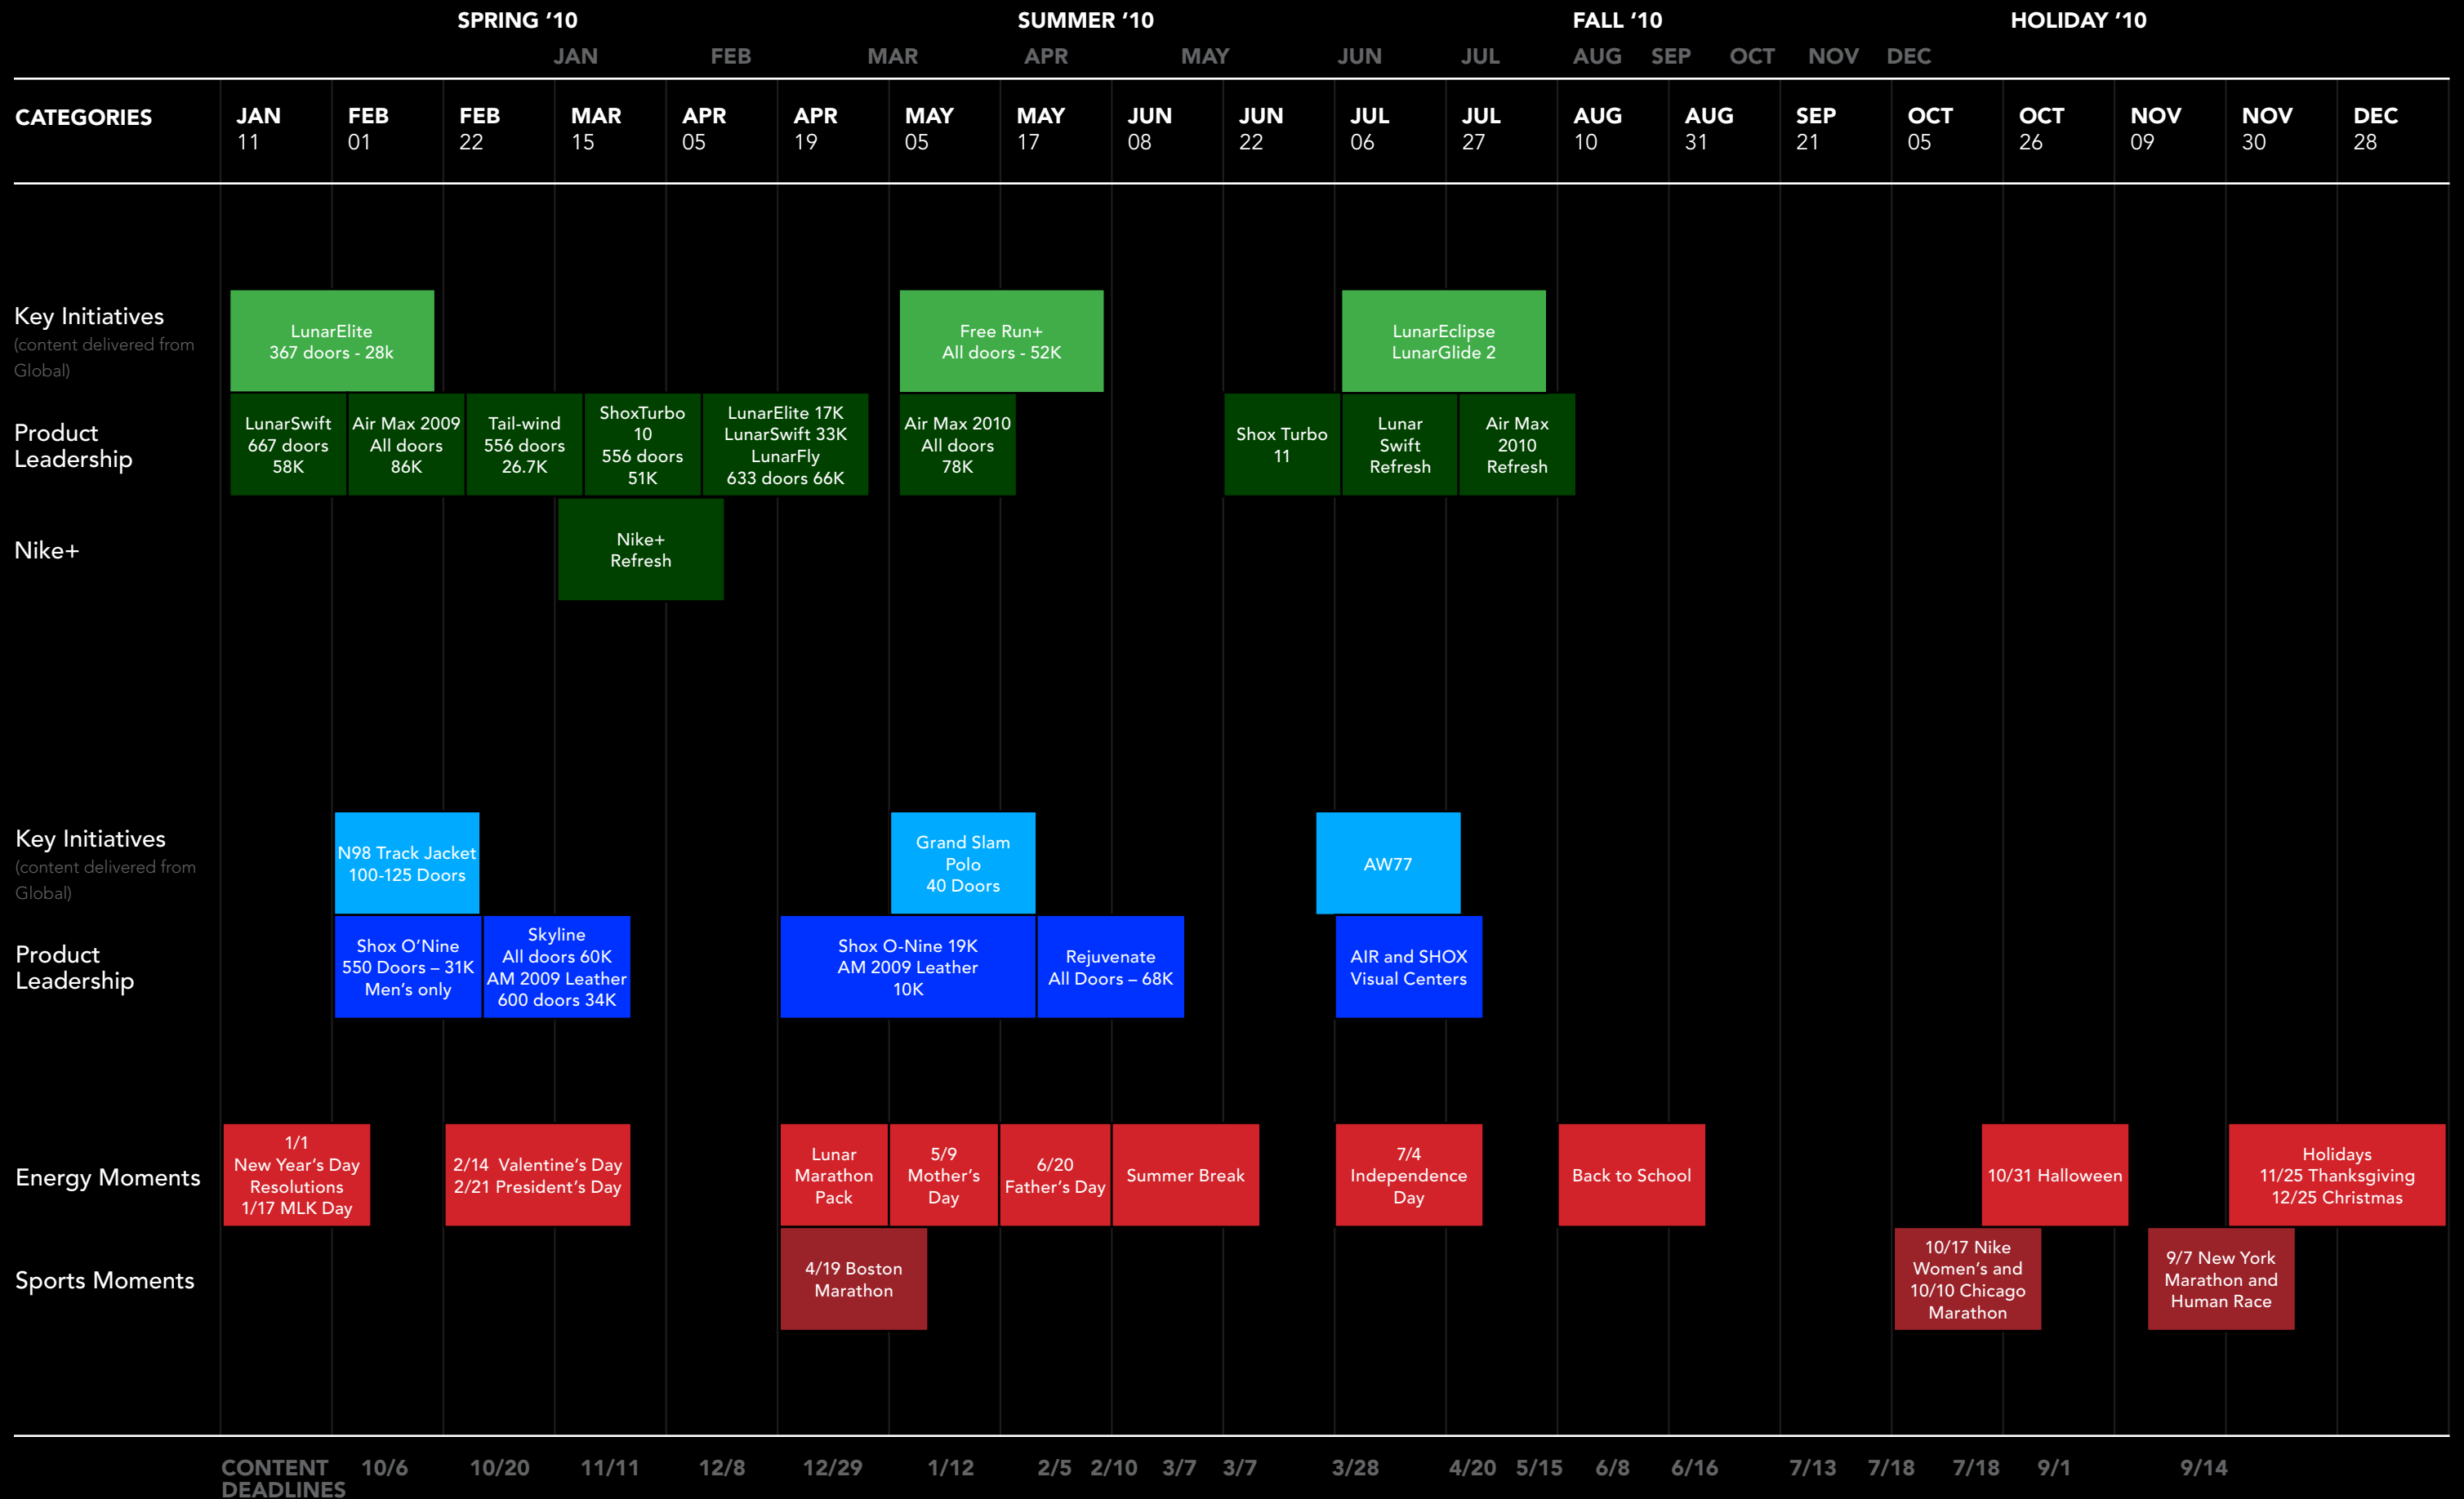 SPRING ‘10 SUMMER ‘10 FALL ‘10 HOLIDAY ‘10
JAN FEB MAR APR MAY JUN JUL AUG SEP OCT NOV DEC
CATEGORIES
JAN FEB FEB MAR APR APR MAY MAY JUN JUN JUL JUL AUG AUG SEP OCT OCT NOV NOV DEC
11 01 22 15 05 19 05 17 08 22 06 27 10 31 21 05 26 09 30 28
Key Initiatives
(content delivered from
Global)
LunarElite
367 doors - 28k
Free Run+
All doors - 52K
LunarEclipse
LunarGlide 2
Product
Leadership
LunarSwift
667 doors
58K
Air Max 2009
All doors
86K
Tail-wind
556 doors
26.7K
ShoxTurbo
10
556 doors
51K
LunarElite 17K
LunarSwift 33K
LunarFly
633 doors 66K
Air Max 2010
All doors
78K
Shox Turbo
11
Lunar
Swift
Refresh
Air Max
2010
Refresh
Nike+
Nike+
Refresh
Key Initiatives
(content delivered from
Global)
N98 Track Jacket
100-125 Doors
Grand Slam
Polo
40 Doors
AW77
Product
Leadership
Shox O’Nine
550 Doors – 31K
Men’s only
Skyline
All doors 60K
AM 2009 Leather
600 doors 34K
Shox O-Nine 19K
AM 2009 Leather
10K
Rejuvenate
All Doors – 68K
AIR and SHOX
Visual Centers
Energy Moments
1/1
New Year’s Day
Resolutions
1/17 MLK Day
2/14 Valentine’s Day
2/21 President’s Day
Lunar
Marathon
Pack
5/9
Mother’s
Day
6/20
Father’s Day
Summer Break
7/4
Independence
Day
Back to School
10/31 Halloween
Holidays
11/25 Thanksgiving
12/25 Christmas
Sports Moments
4/19 Boston
Marathon
10/17 Nike
Women’s and
10/10 Chicago
Marathon
9/7 New York
Marathon and
Human Race
CONTENT
DEADLINES
10/6 10/20 11/11 12/8 12/29 1/12 2/5 2/10 3/7 3/7 3/28 4/20 5/15 6/8 6/16 7/13 7/18 7/18 9/1 9/14